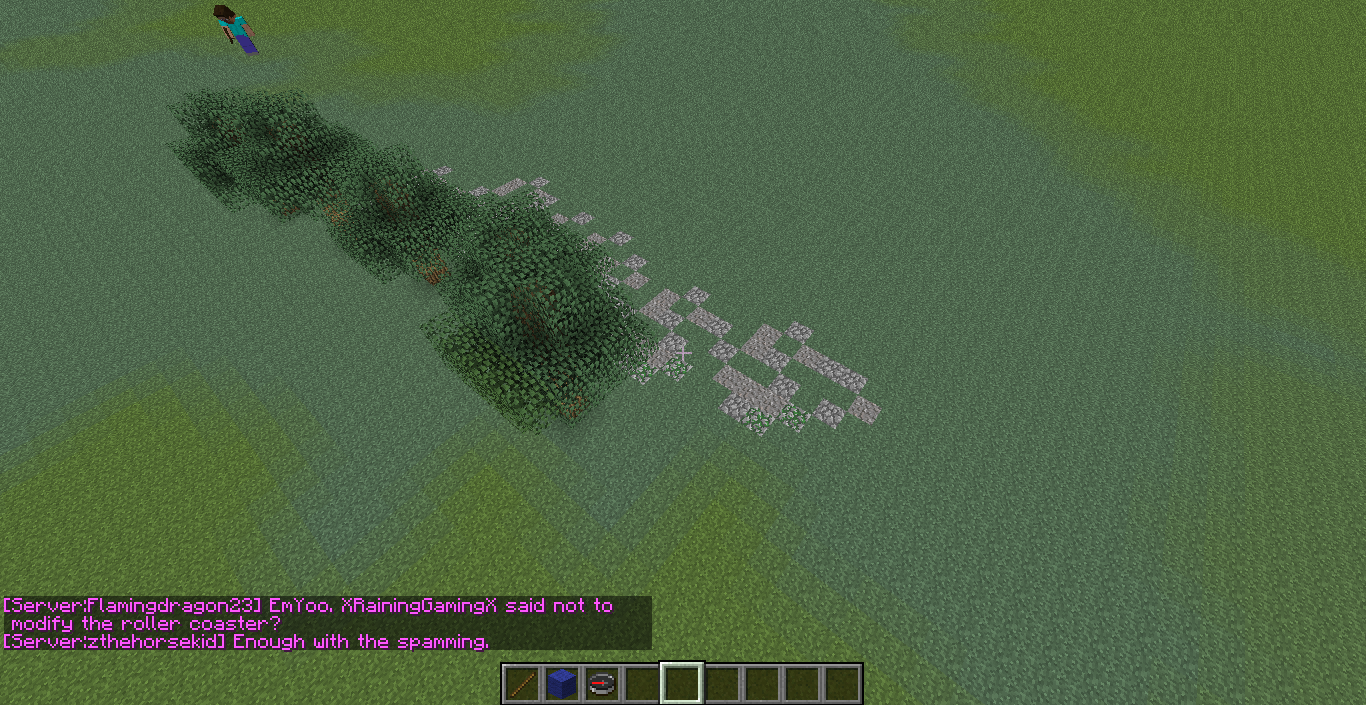 [Server:Flamingdragon23] EmYoo, XRainingGamingX said not to
modify the roller coaster?
[Server:zthehorsekid] Enough with the spamming.